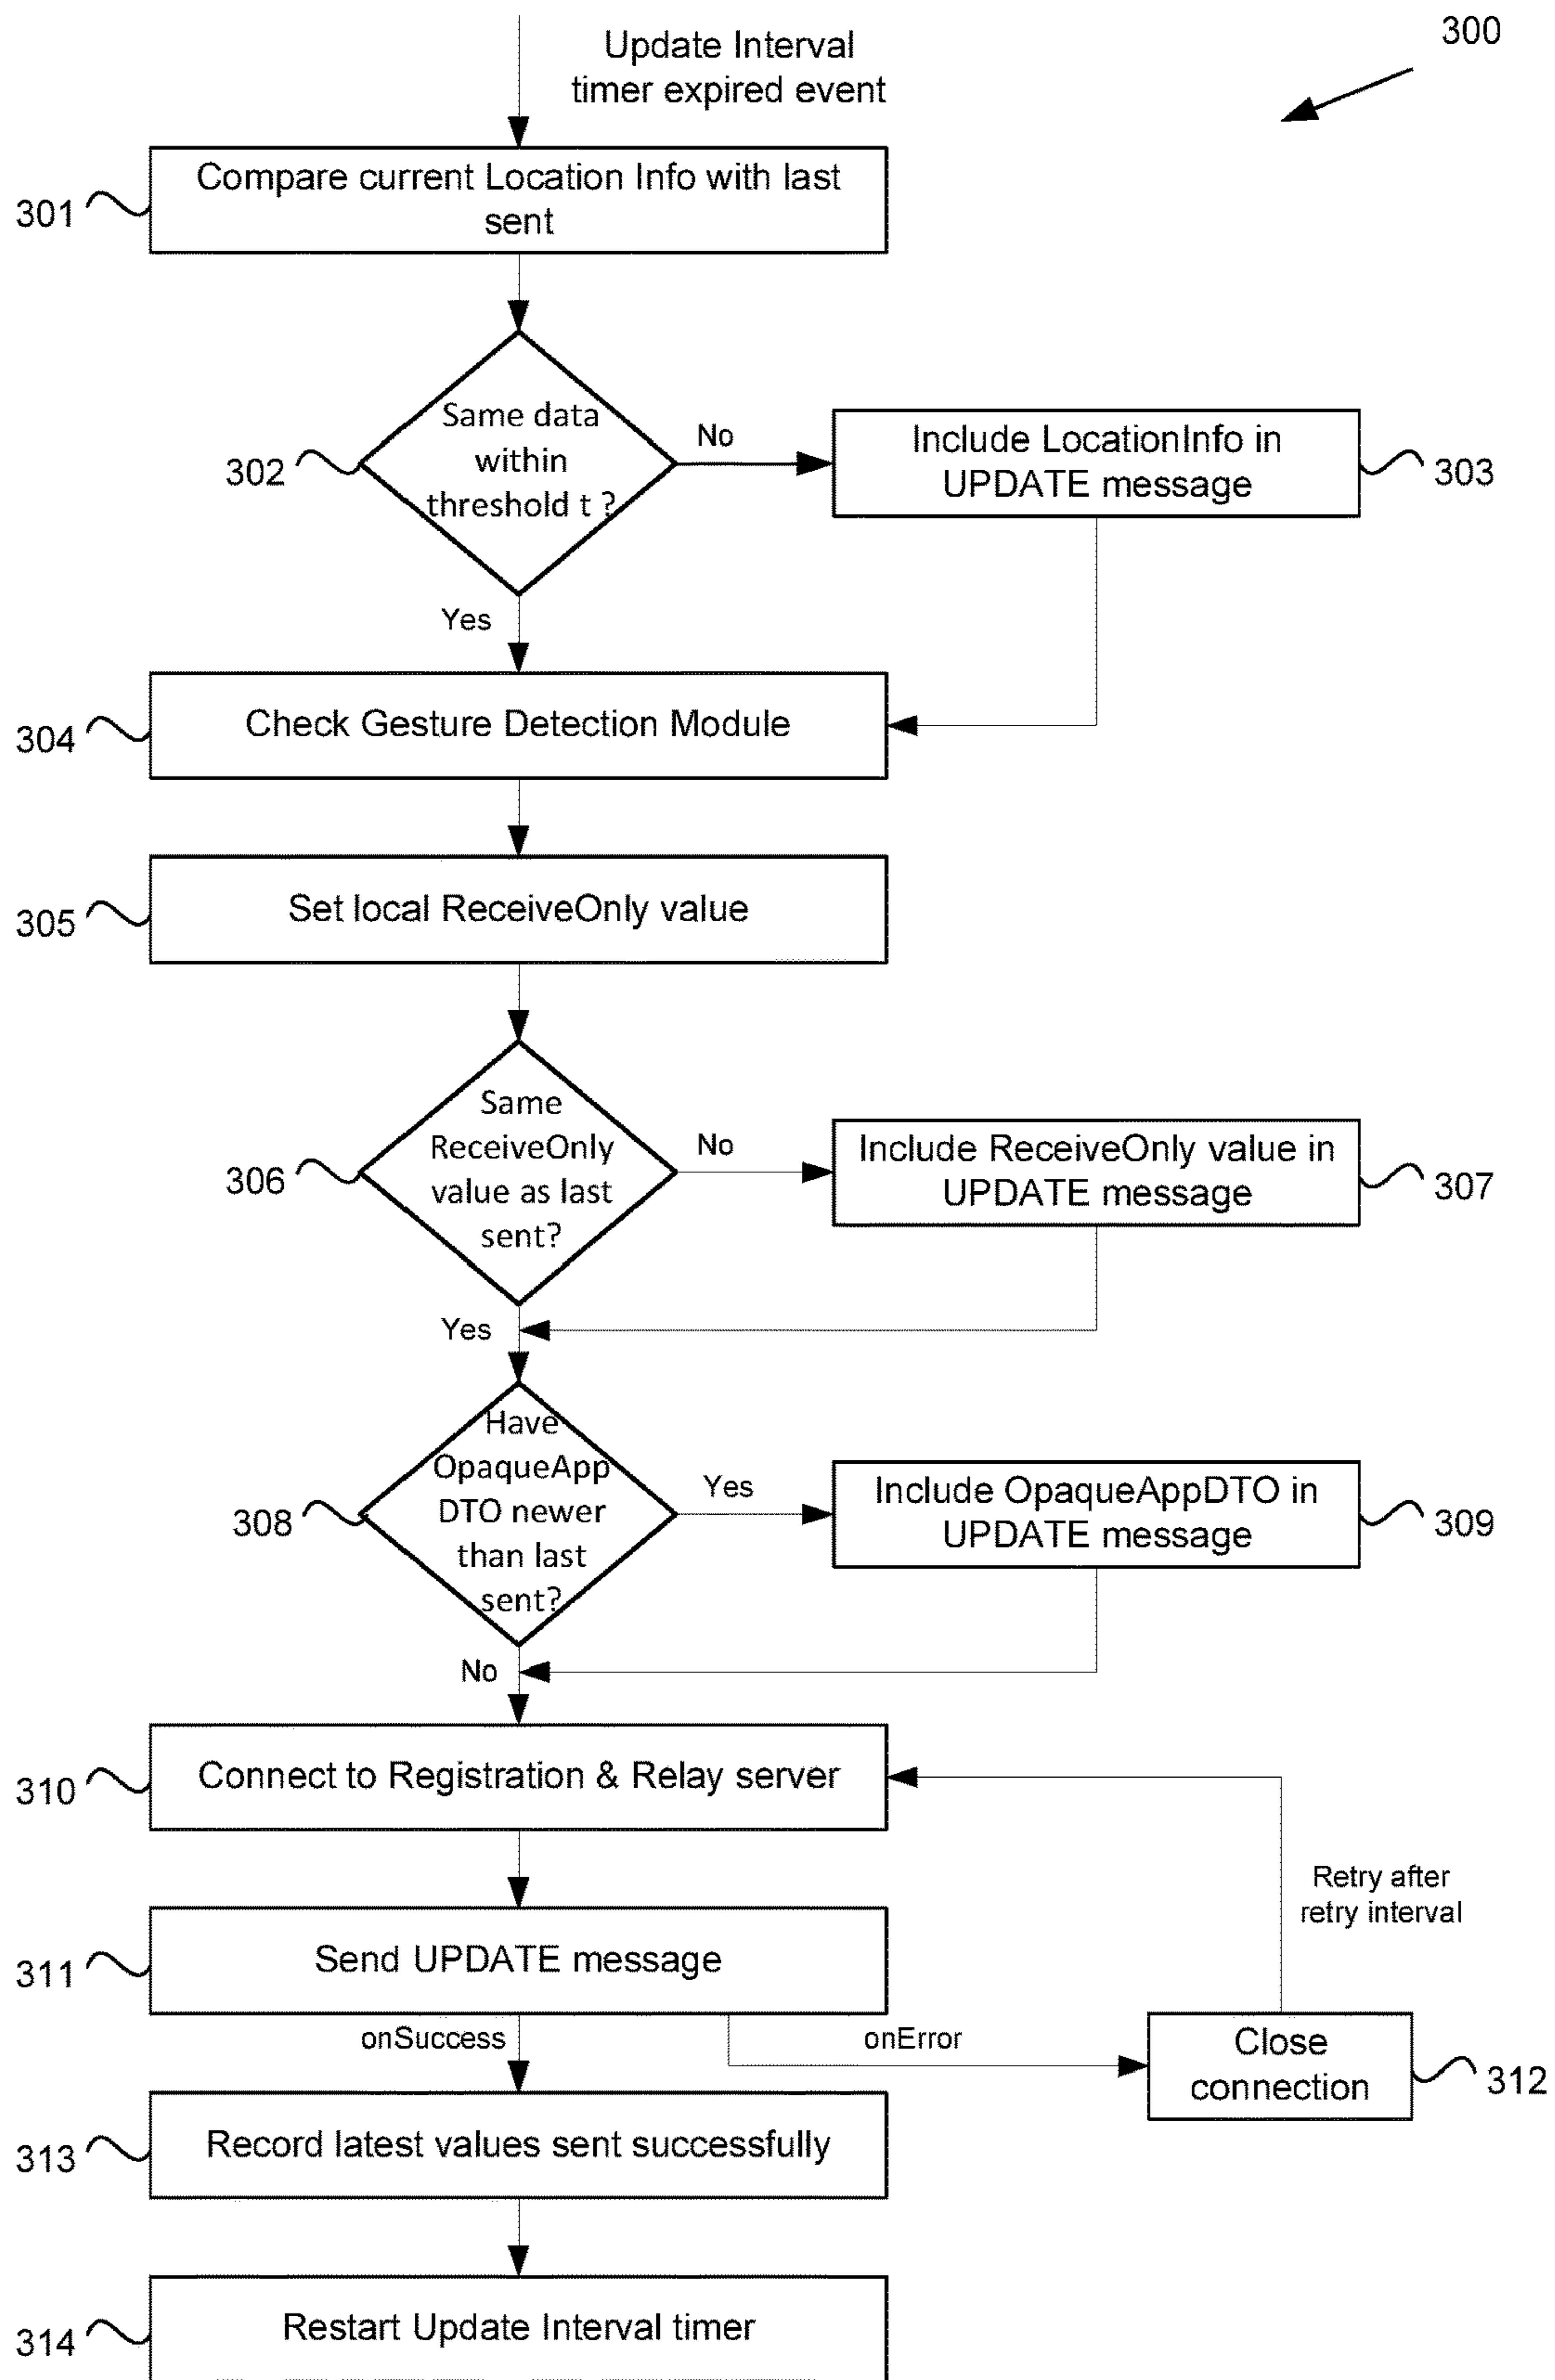 300
Update Interval
timer expired event
Compare current Location Info with last
sent
301
Same data
within
threshold t ?
302
No
Include LocationInfo in
UPDATE message
303
Yes
Check Gesture Detection Module
304
Set local ReceiveOnly value
305
Same
ReceiveOnly
value as last
sent?
306
No
Include ReceiveOnly value in
UPDATE message
307
Yes
Have
OpaqueApp
DTO newer
than last
sent?
308
Yes
Include OpaqueAppDTO in
UPDATE message
309
No
Connect to Registration & Relay server
310
Retry after
retry interval
Send UPDATE message
311
onSuccess
onError
Close
connection
312
Record latest values sent successfully
313
Restart Update Interval timer
314